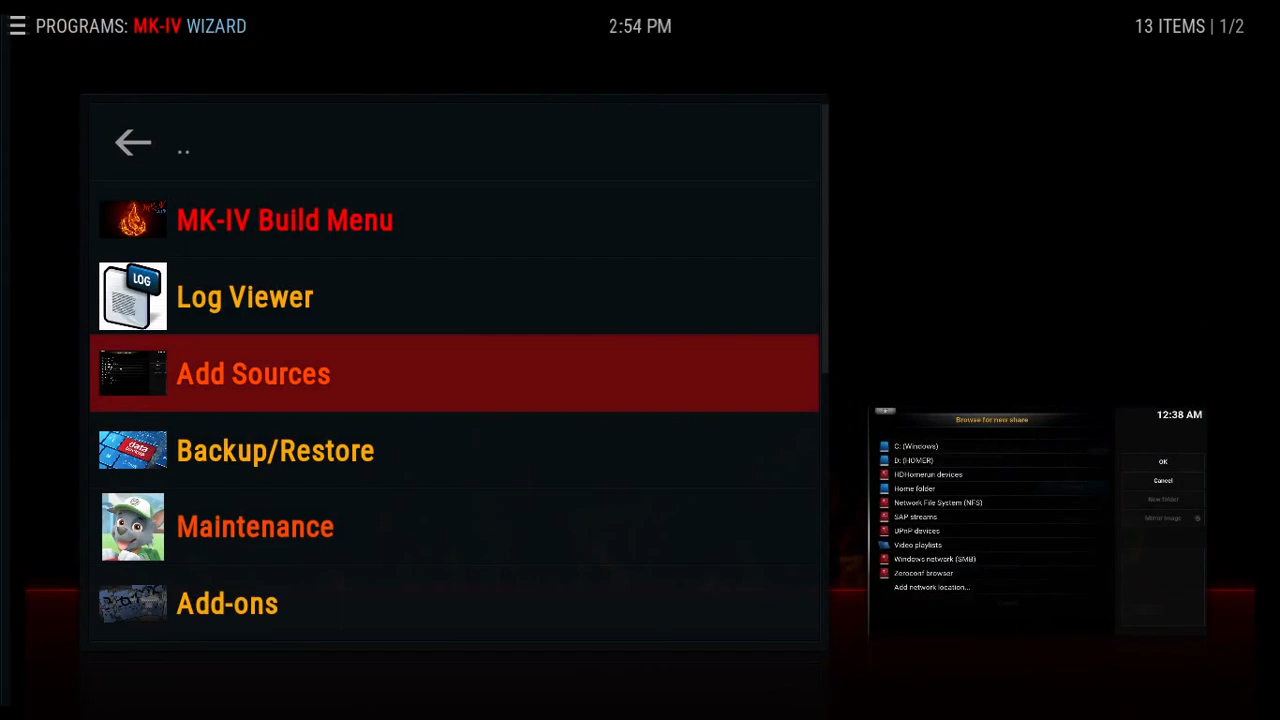 PROGRAMS: MK-IV WIZARD
2:54 PM
13 ITEMS | 1/2
..
MK-IV Build Menu
LOG
Log Viewer
Add Sources
data
Backup/Restore
Maintenance
Add-ons
Browse for new share
12:38 AM
C: (Windows)
D: (HOMER)
HDHomerun devices
Home folder
Network File System (NFS)
SAP streams
UPnP devices
Video playlists
Windows network (SMB)
Zeroconf browser
Add network location...
OK
Cancel
New folder
Mirror Image